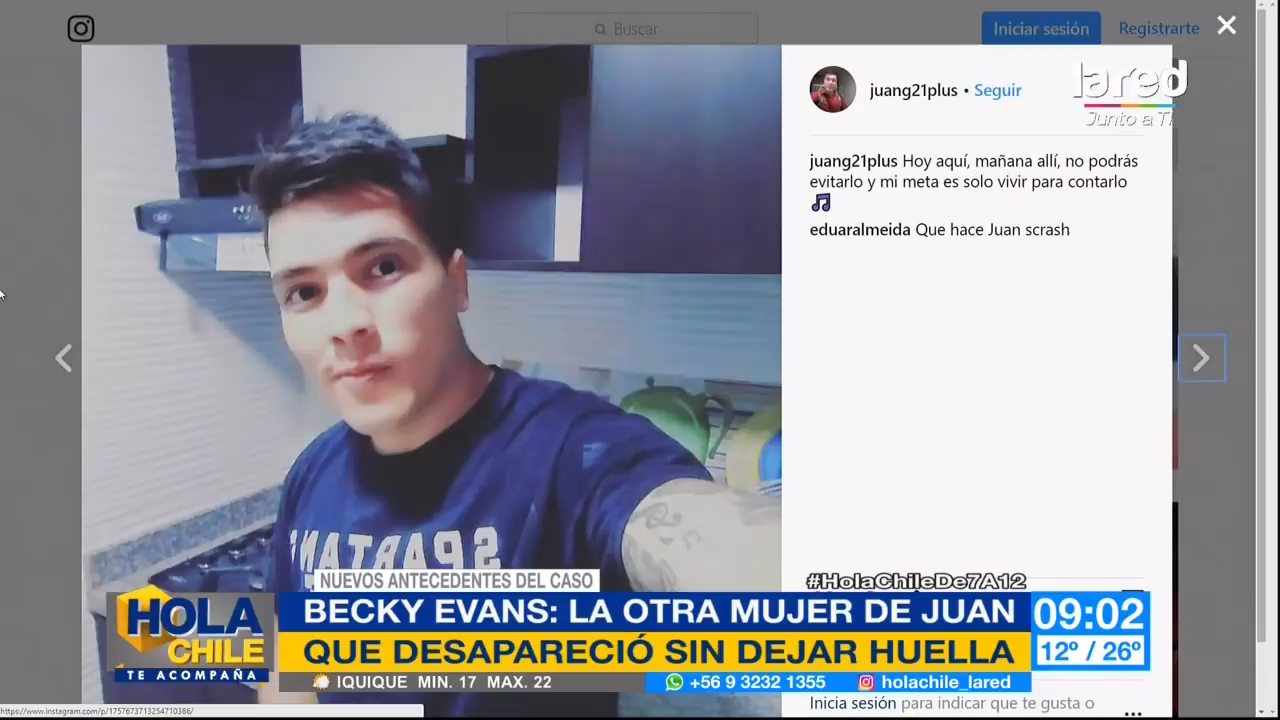 Buscar
Iniciar sesión
Registrarte
juang21plus • Seguir
lared
Junto a Ti
juang21plus Hoy aquí, mañana allí, no podrás
evitarlo y mi meta es solo vivir para contarlo
eduaralmeida Que hace Juan scrash
SPARTANS
#HolaChileDe7A12
NUEVOS ANTECEDENTES DEL CASO
HOLA
CHILE
TE ACOMPAÑA
BECKY EVANS: LA OTRA MUJER DE JUAN
QUE DESAPARECIÓ SIN DEJAR HUELLA
09:02
12º / 26º
IQUIQUE MIN. 17 MAX. 22
+56 9 3232 1355
holachile_lared
Inicia sesión para indicar que te gusta o
https://www.instagram.com/p/1757673713254710386/